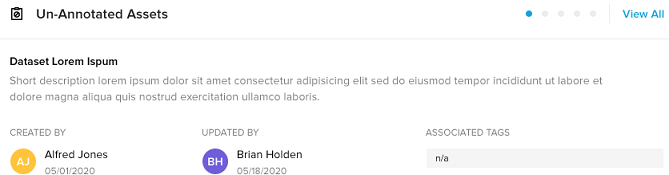 Un-Annotated Assets
View All
Dataset Lorem Ispum
Short description lorem ipsum dolor sit amet consectetur adipisicing elit sed do eiusmod tempor incididunt ut labore et
dolore magna aliqua quis nostrud exercitation ullamco laboris.
CREATED BY UPDATED BY ASSOCIATED TAGS
AJ Alfred Jones BH Brian Holden n/a
05/01/2020 05/18/2020